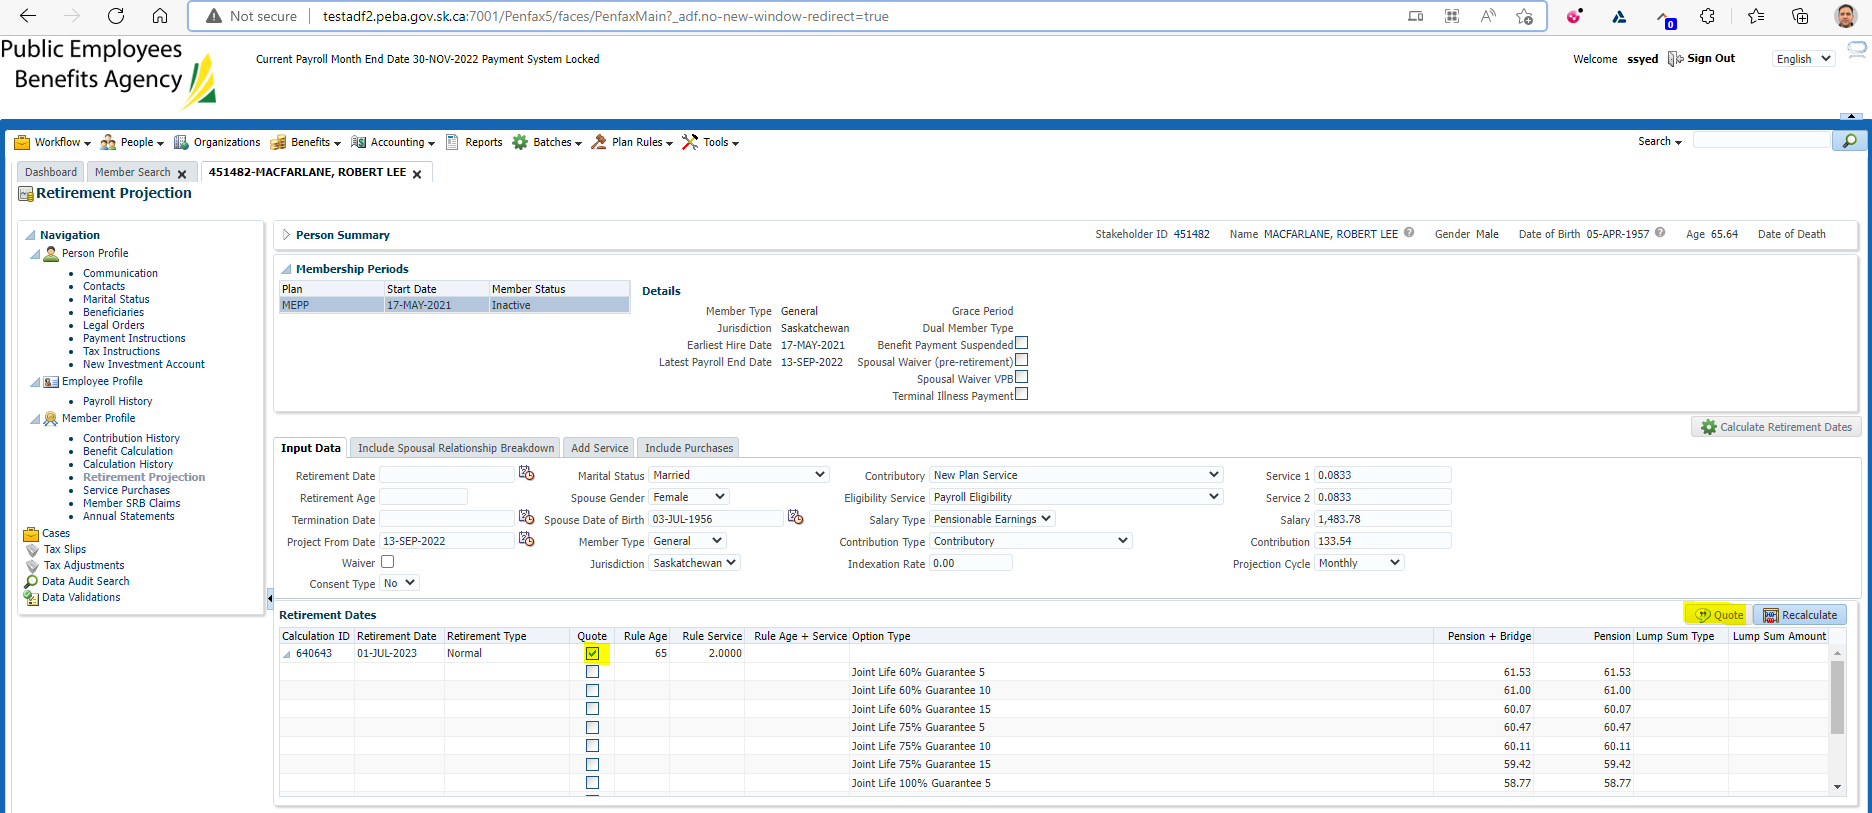 Not secure | testadf2.peba.gov.sk.ca:7001/Penfax5/faces/PenfaxMain?_adf.no-new-window-redirect=true
0
Public Employees
Benefits Agency
Current Payroll Month End Date 30-NOV-2022 Payment System Locked
Welcome ssyed Sign Out English
Workflow People Organizations Benefits Accounting Reports Batches Plan Rules Tools Search
Dashboard Member Search 451482-MACFARLANE, ROBERT LEE
Retirement Projection
Navigation
Person Profile
Communication
Contacts
Marital Status
Beneficiaries
Legal Orders
Payment Instructions
Tax Instructions
New Investment Account
Employee Profile
Payroll History
Member Profile
Contribution History
Benefit Calculation
Calculation History
Retirement Projection
Service Purchases
Member SRB Claims
Annual Statements
Cases
Tax Slips
Tax Adjustments
Data Audit Search
Data Validations
Person Summary Stakeholder ID 451482 Name MACFARLANE, ROBERT LEE Gender Male Date of Birth 05-APR-1957 Age 65.64 Date of Death
Membership Periods
Plan Start Date Member Status
MEPP 17-MAY-2021 Inactive
Details
Member Type General Grace Period
Jurisdiction Saskatchewan Dual Member Type
Earliest Hire Date 17-MAY-2021 Benefit Payment Suspended
Latest Payroll End Date 13-SEP-2022 Spousal Waiver (pre-retirement)
Spousal Waiver VPB
Terminal Illness Payment
Calculate Retirement Dates
Input Data Include Spousal Relationship Breakdown Add Service Include Purchases
Retirement Date Marital Status Married Contributory New Plan Service Service 1 0.0833
Retirement Age Spouse Gender Female Eligibility Service Payroll Eligibility Service 2 0.0833
Termination Date Spouse Date of Birth 03-JUL-1956 Salary Type Pensionable Earnings Salary 1,483.78
Project From Date 13-SEP-2022 Member Type General Contribution Type Contributory Contribution 133.54
Waiver Jurisdiction Saskatchewan Indexation Rate 0.00 Projection Cycle Monthly
Consent Type No
Retirement Dates Quote Recalculate
Calculation ID Retirement Date Retirement Type Quote Rule Age Rule Service Rule Age + Service Option Type Pension + Bridge Pension Lump Sum Type Lump Sum Amount
640643 01-JUL-2023 Normal 65 2.0000
Joint Life 60% Guarantee 5 61.53 61.53
Joint Life 60% Guarantee 10 61.00 61.00
Joint Life 60% Guarantee 15 60.07 60.07
Joint Life 75% Guarantee 5 60.47 60.47
Joint Life 75% Guarantee 10 60.11 60.11
Joint Life 75% Guarantee 15 59.42 59.42
Joint Life 100% Guarantee 5 58.77 58.77